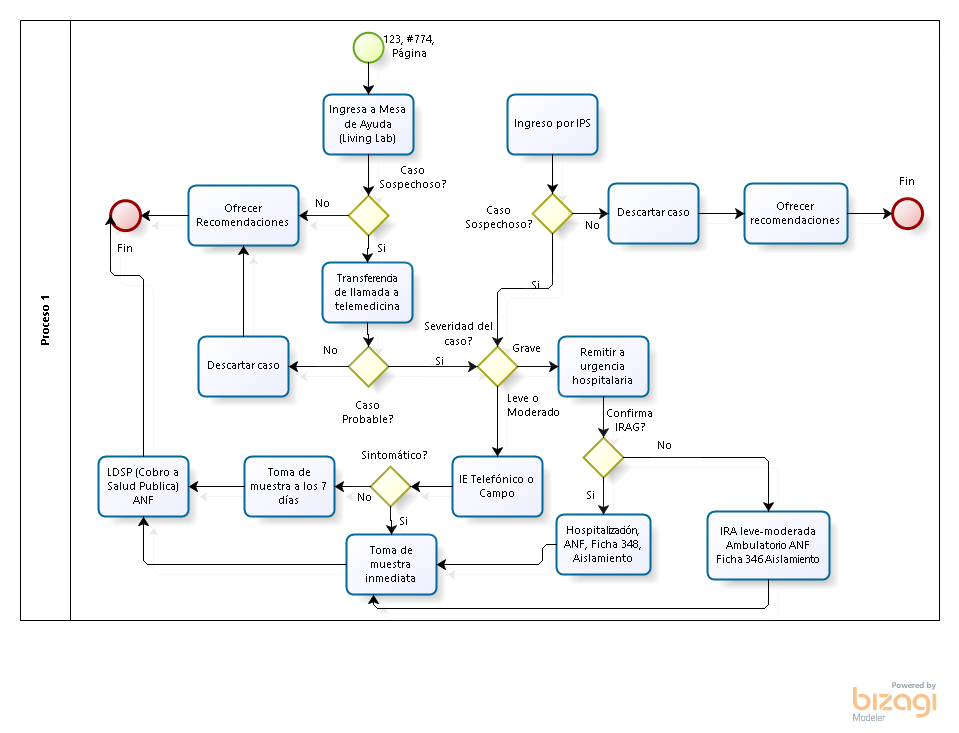 Proceso 1
123, #774,
Página
Ingresa a Mesa
de Ayuda
(Living Lab)
Ingreso por IPS
Caso
Sospechoso?
No
Si
Ofrecer
Recomendaciones
Fin
Caso
Sospechoso?
No
Si
Descartar caso
Ofrecer
recomendaciones
Fin
Transferencia
de llamada a
telemedicina
Caso
Probable?
No
Si
Descartar caso
Severidad del
caso?
Grave
Leve o
Moderado
Remitir a
urgencia
hospitalaria
Confirma
IRAG?
No
Si
LDSP (Cobro a
Salud Publica)
ANF
Toma de
muestra a los 7
días
Sintomático?
No
Si
IE Telefónico o
Campo
Toma de
muestra
inmediata
Hospitalización,
ANF, Ficha 348,
Aislamiento
IRA leve-moderada
Ambulatorio ANF
Ficha 346 Aislamiento
Powered by
bizagi
Modeler